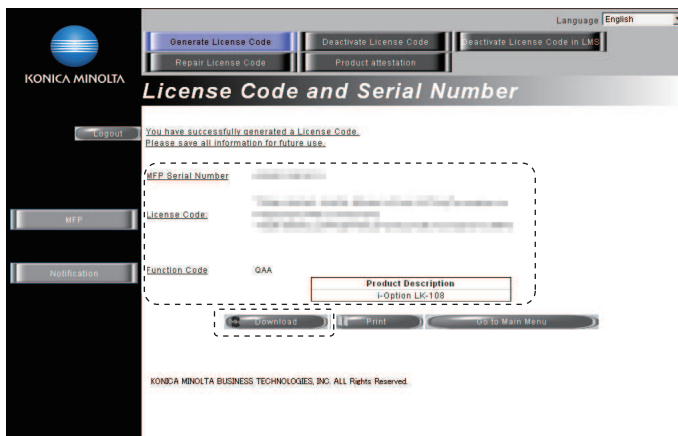 Language English
Generate License Code
Deactivate License Code
Deactivate License Code in LMS
Repair License Code
Product attestation
KONICA MINOLTA
License Code and Serial Number
Logout
You have successfully generated a License Code.
Please save all information for future use.
MFP Serial Number
License Code:
MFP
Notification
Function Code QAA
Product Description
i-Option LK-108
Download
Print
Go to Main Menu
KONICA MINOLTA BUSINESS TECHNOLOGIES, INC. ALL Rights Reserved.